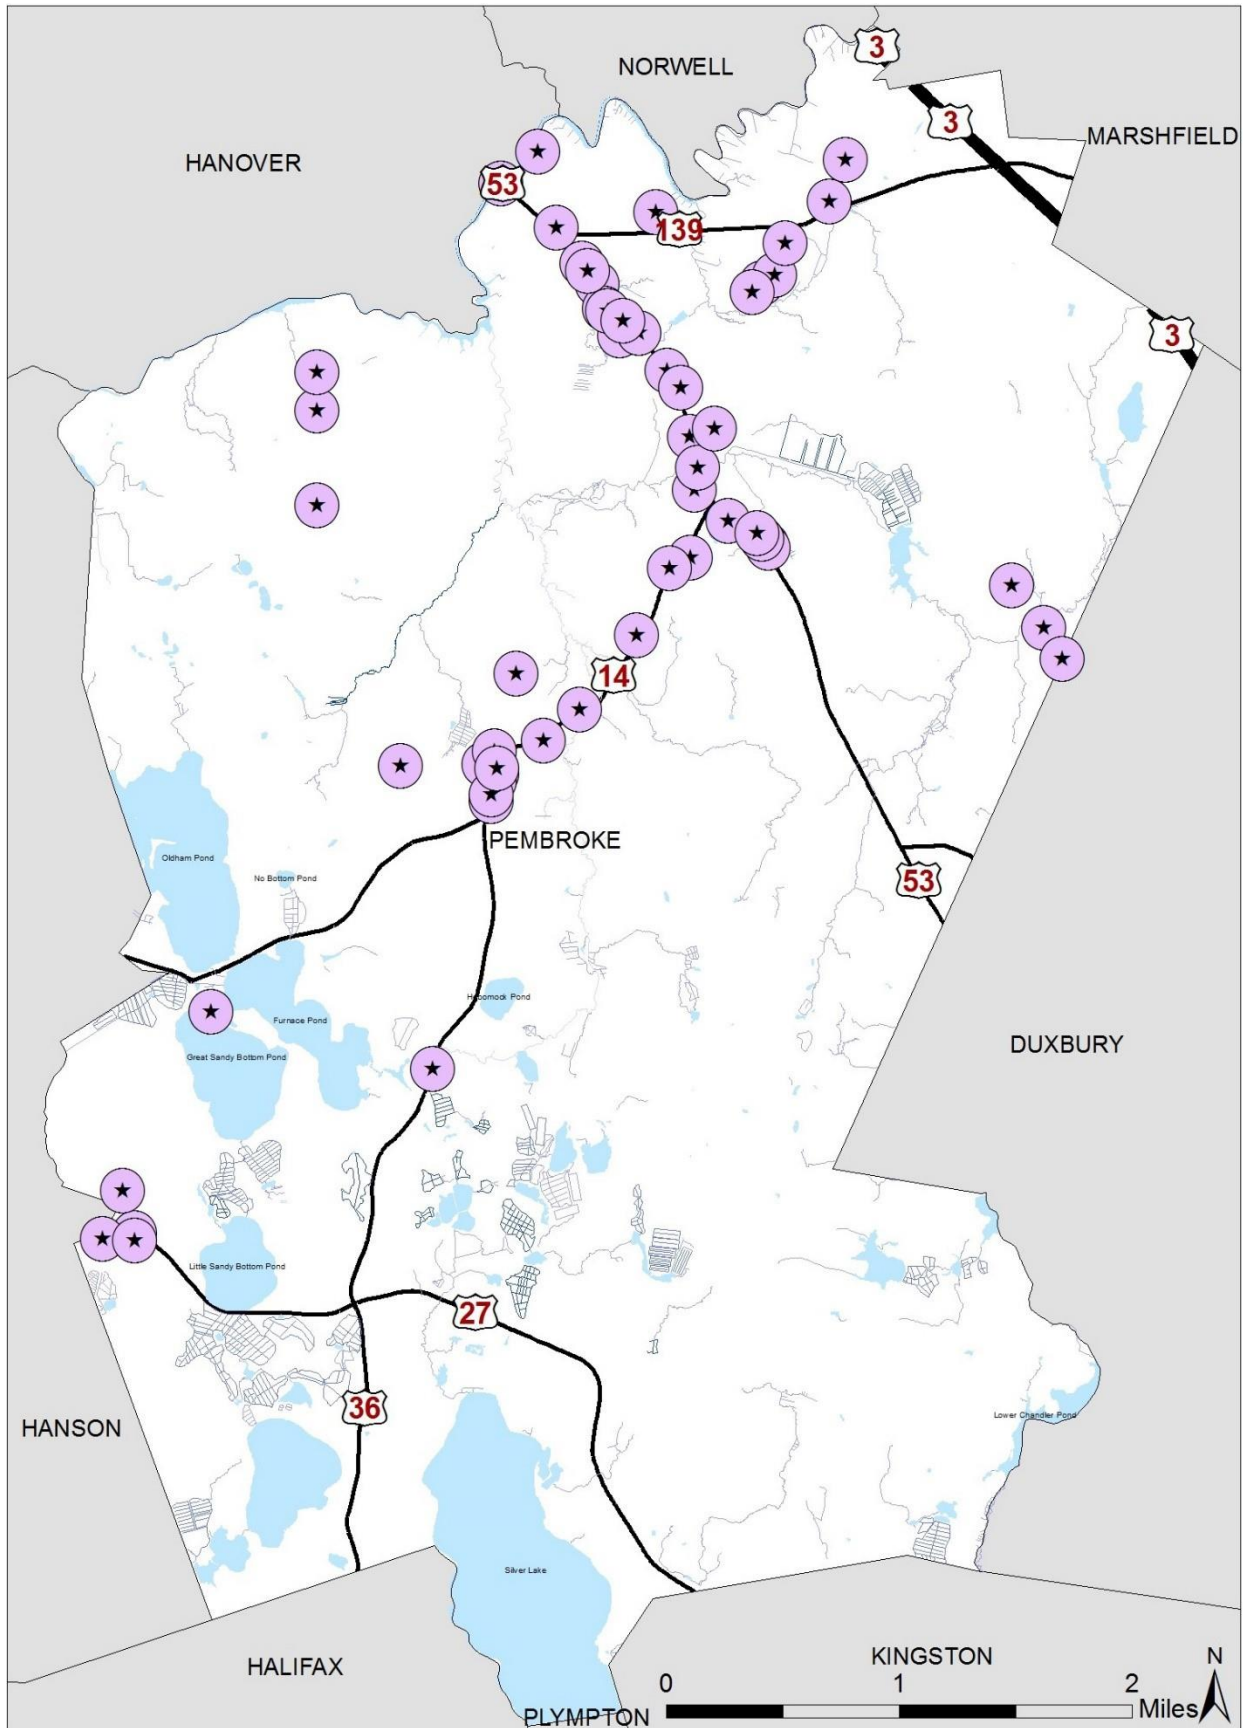 3
NORWELL
3
MARSHFIELD
HANOVER
53
139
3
14
PEMBROKE
Oldham Pond
No Bottom Pond
53
Hobomock Pond
Furnace Pond
Great Sandy Bottom Pond
DUXBURY
Little Sandy Bottom Pond
27
36
Lower Chandler Pond
HANSON
Silver Lake
HALIFAX
KINGSTON
N
0 1 2
Miles
PLYMPTON